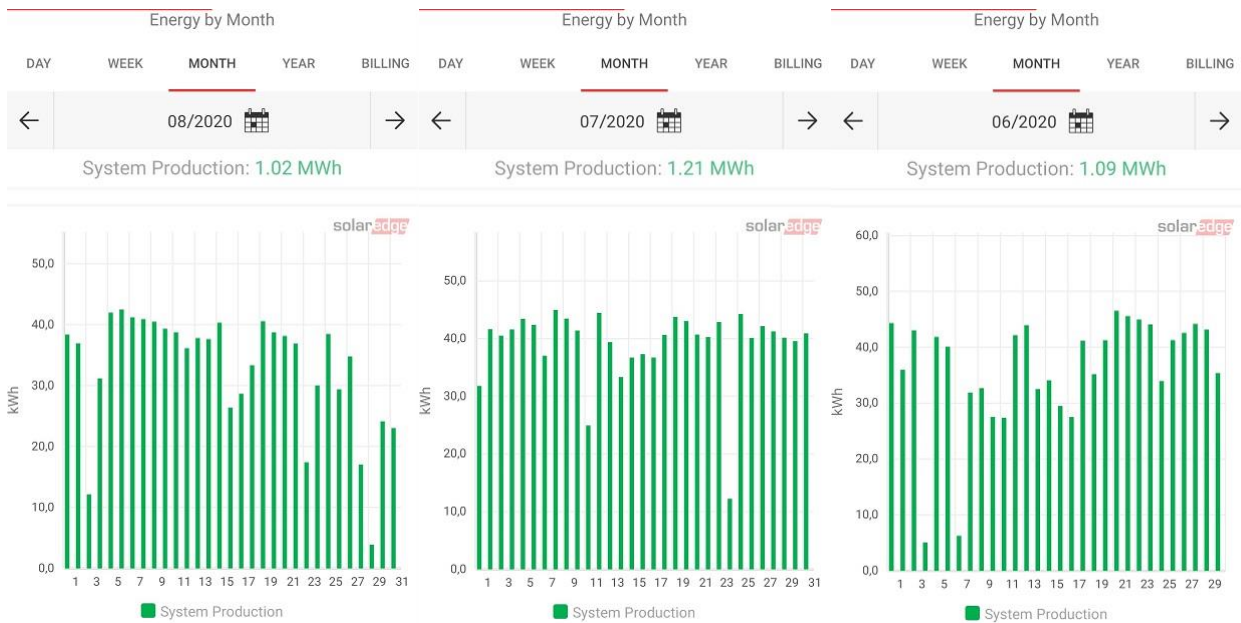 Energy by Month
DAY WEEK MONTH YEAR BILLING
08/2020
System Production: 1.02 MWh
solaredge
50,0
40,0
30,0
20,0
10,0
0,0
kWh
1 3 5 7 9 11 13 15 17 19 21 23 25 27 29 31
System Production
Energy by Month
DAY WEEK MONTH YEAR BILLING
07/2020
System Production: 1.21 MWh
solaredge
50,0
40,0
30,0
20,0
10,0
0,0
kWh
1 3 5 7 9 11 13 15 17 19 21 23 25 27 29 31
System Production
Energy by Month
DAY WEEK MONTH YEAR BILLING
06/2020
System Production: 1.09 MWh
solaredge
60,0
50,0
40,0
30,0
20,0
10,0
0,0
kWh
1 3 5 7 9 11 13 15 17 19 21 23 25 27 29
System Production